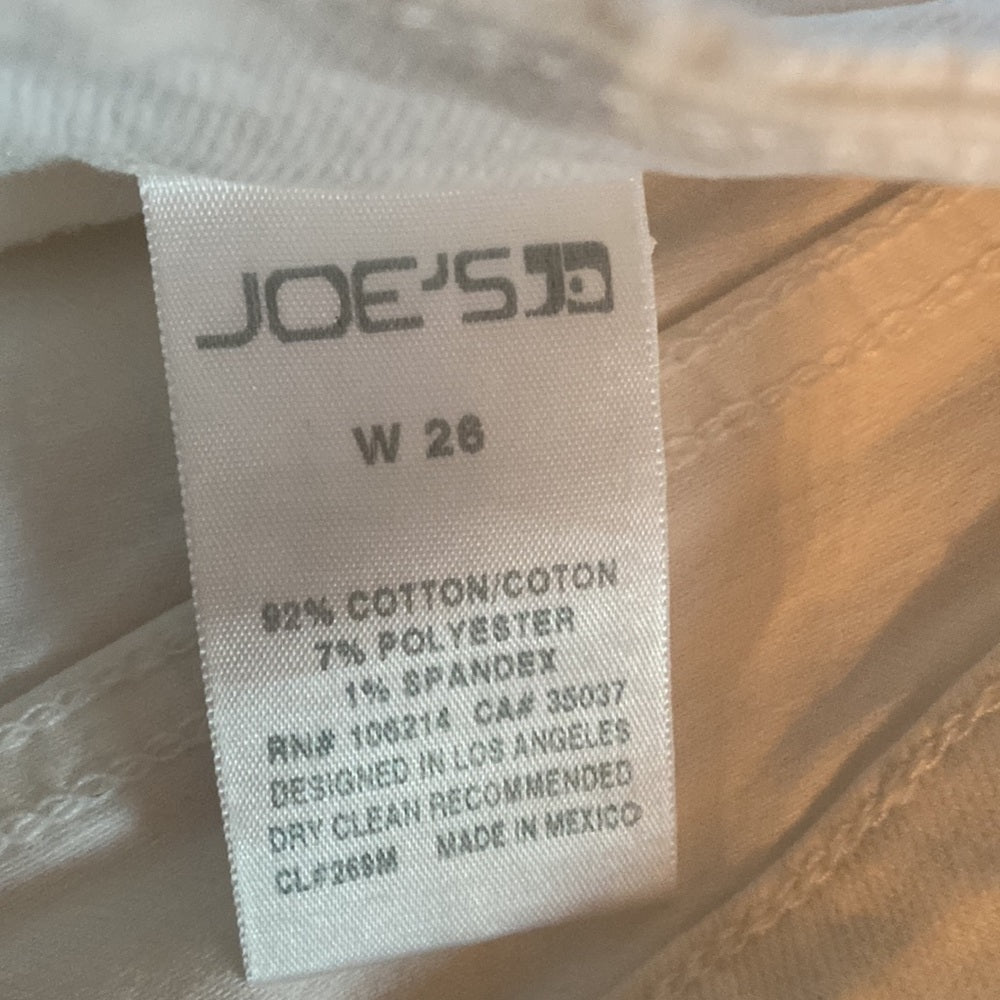 JOE'S
W 26
92% COTTON/COTON
7% POLYESTER
1% SPANDEX
RN# 106214 CA# 35037
DESIGNED IN LOS ANGELES
DRY CLEAN RECOMMENDED
CL#269M MADE IN MEXICO